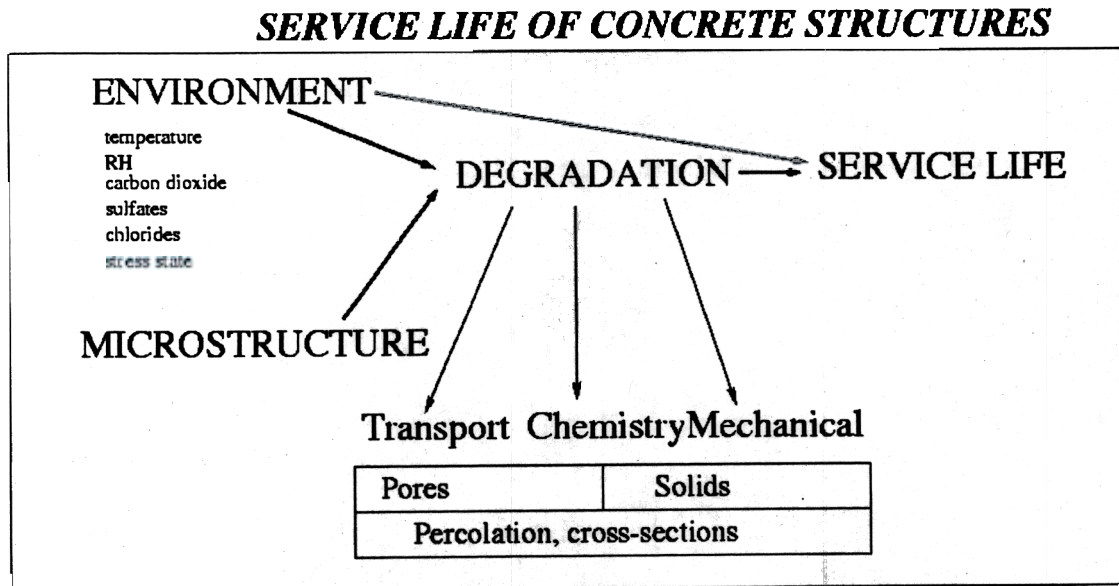 SERVICE LIFE OF CONCRETE STRUCTURES
ENVIRONMENT
temperature
RH
carbon dioxide
sulfates
chlorides
stress state
DEGRADATION
SERVICE LIFE
MICROSTRUCTURE
Transport Chemistry Mechanical
Pores Solids
Percolation, cross-sections